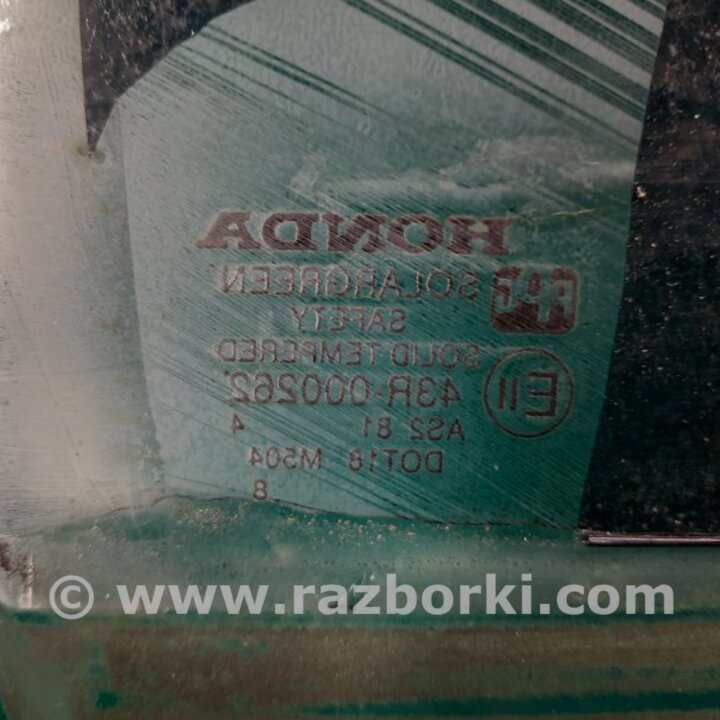 HONDA
SOLARGREEN
SAFETY
SOLID TEMPERED
E11 43R-000262
AS2 81 4
DOT18 M504
8
© www.razborki.com